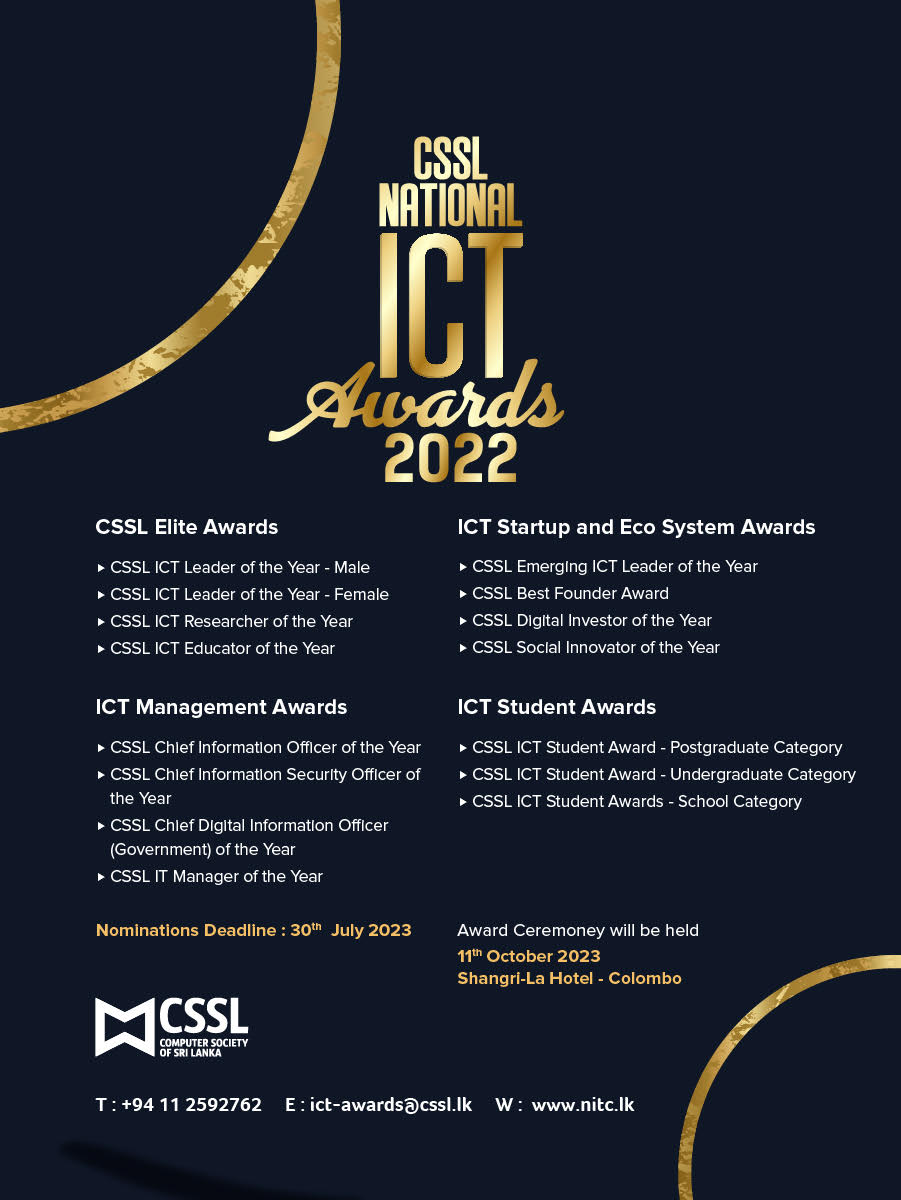 CSSL
NATIONAL
ICT
Awards
2022
CSSL Elite Awards
▸ CSSL ICT Leader of the Year - Male
▸ CSSL ICT Leader of the Year - Female
▸ CSSL ICT Researcher of the Year
▸ CSSL ICT Educator of the Year
ICT Startup and Eco System Awards
▸ CSSL Emerging ICT Leader of the Year
▸ CSSL Best Founder Award
▸ CSSL Digital Investor of the Year
▸ CSSL Social Innovator of the Year
ICT Management Awards
▸ CSSL Chief Information Officer of the Year
▸ CSSL Chief Information Security Officer of
the Year
▸ CSSL Chief Digital Information Officer
(Government) of the Year
▸ CSSL IT Manager of the Year
ICT Student Awards
▸ CSSL ICT Student Award - Postgraduate Category
▸ CSSL ICT Student Award - Undergraduate Category
▸ CSSL ICT Student Awards - School Category
Nominations Deadline : 30th July 2023
Award Ceremoney will be held
11th October 2023
Shangri-La Hotel - Colombo
CSSL
COMPUTER SOCIETY
OF SRI LANKA
T : +94 11 2592762 E : ict-awards@cssl.lk W : www.nitc.lk